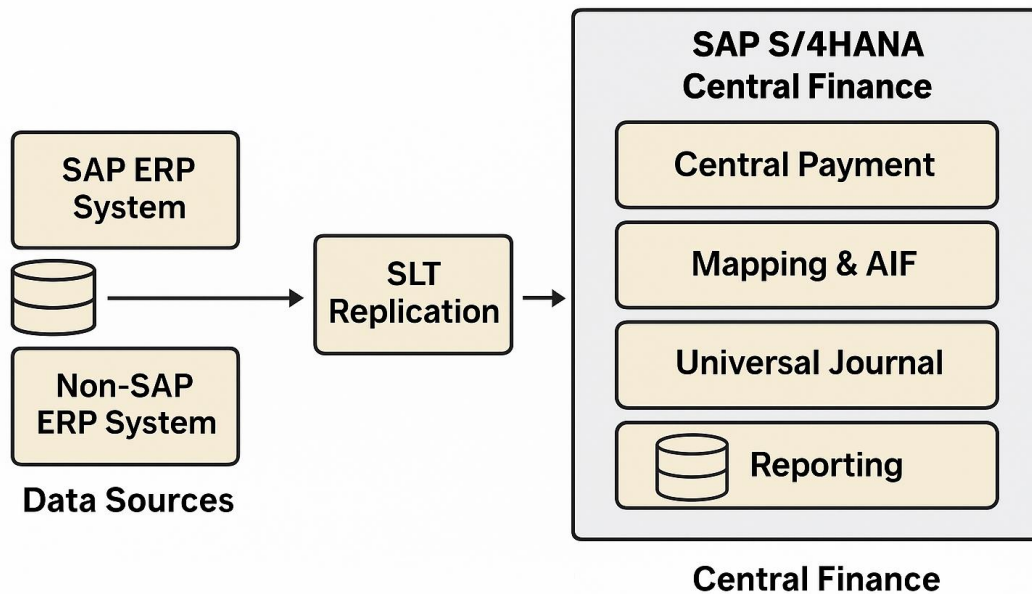 SAP ERP
System
Non-SAP
ERP System
Data Sources
SLT
Replication
SAP S/4HANA
Central Finance
Central Payment
Mapping & AIF
Universal Journal
Reporting
Central Finance